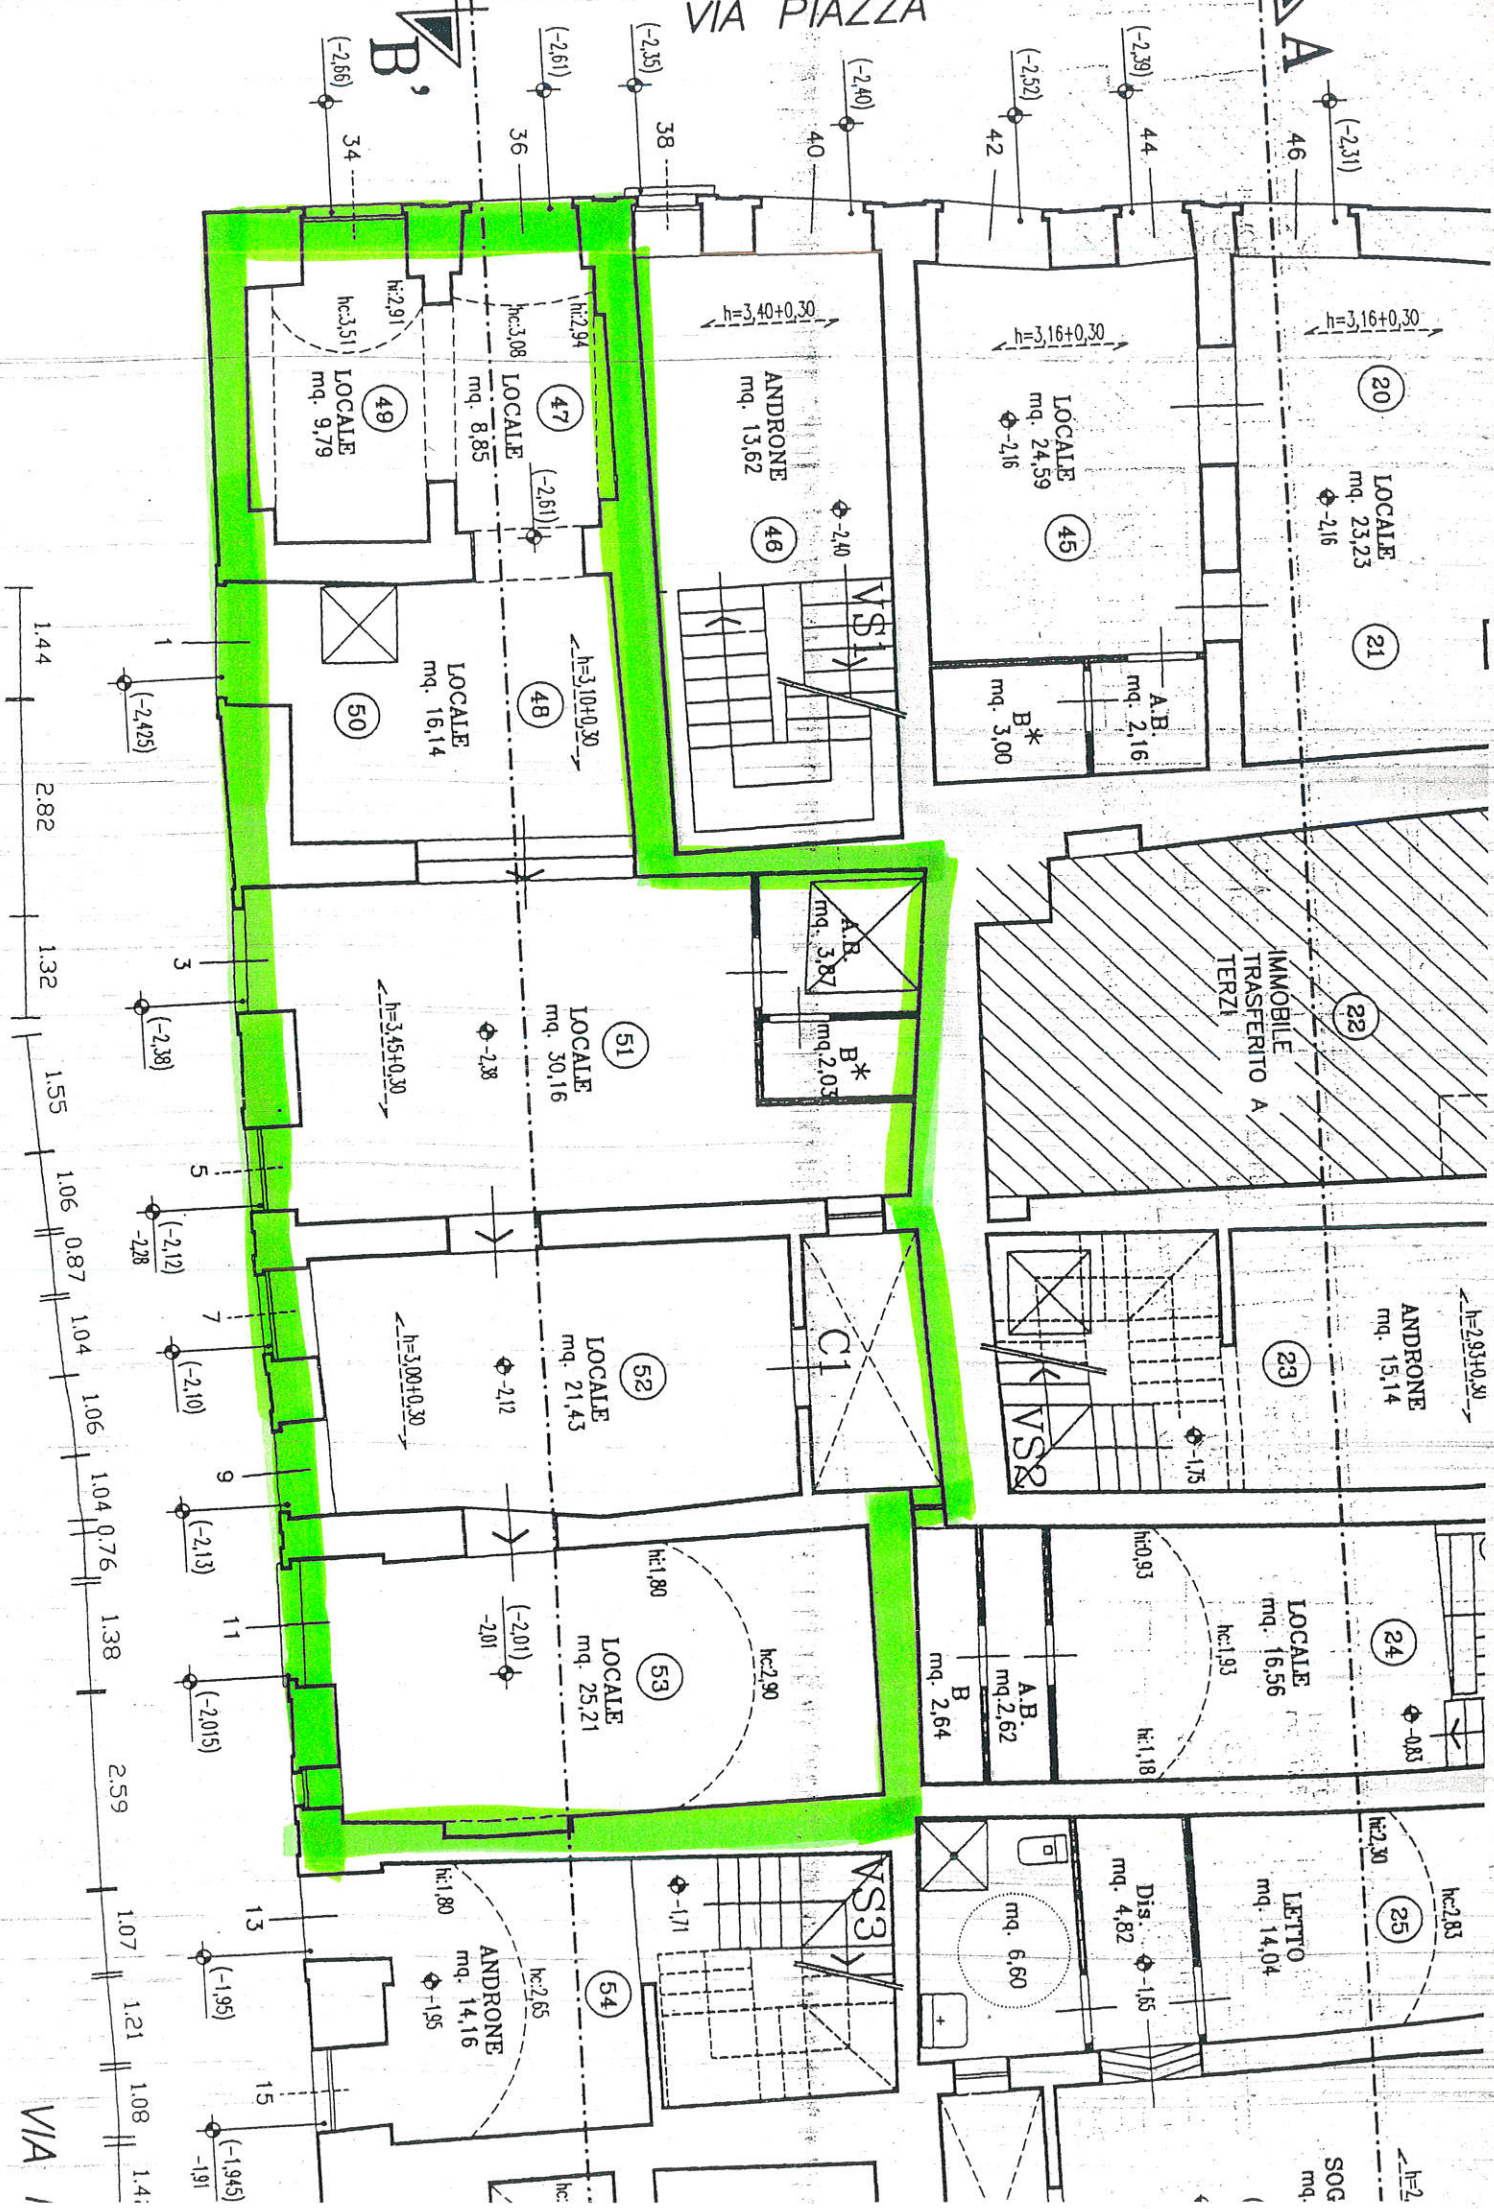 VIA PIAZZA
B'
A
(-2,66)
(-2,61)
(-2,35)
(-2,40)
(-2,52)
(-2,39)
(-2,31)
34
36
38
40
42
44
46
hi:2,91
hc:3,51
LOCALE
mq. 9,79
49
hi:2,94
hc:3,08
LOCALE
mq. 8,85
47
(-2,61)
h=3,40+0,30
ANDRONE
mq. 13,62
46
-2,40
VS1
h=3,16+0,30
LOCALE
mq. 24,59
-2,16
45
h=3,16+0,30
20
LOCALE
mq. 23,23
-2,16
21
A.B.
mq. 2,16
B*
mq. 3,00
h=3,10+0,30
48
LOCALE
mq. 16,14
50
1
(-2,425)
1.44
2.82
1.32
1.55
1.06
0.87
1.04
1.06
1.04
0.76
1.38
2.59
1.07
1.21
1.08
IMMOBILE
TRASFERITO A
TERZI
22
A.B.
mq. 3,87
B*
mq.2,03
51
LOCALE
mq. 30,16
-2,38
h=3,45+0,30
3
(-2,38)
5
(-2,12)
-2,28
7
(-2,10)
9
(-2,13)
11
(-2,015)
C1
52
LOCALE
mq. 21,43
-2,12
h=3,00+0,30
h=2,93+0,30
ANDRONE
mq. 15,14
23
-1,75
VS2
hi:1,80
hc:2,90
53
LOCALE
mq. 25,21
(-2,01)
-2,01
hi:0,93
hc:1,93
hi:1,18
24
LOCALE
mq. 16,56
-0,83
A.B.
mq.2,62
B
mq. 2,64
hi:2,30
hc:2,83
25
LETTO
mq. 14,04
Dis.
mq. 4,82
-1,65
mq. 6,60
VS3
-1,71
54
hi:1,80
hc:2,65
ANDRONE
mq. 14,16
-1,95
13
(-1,95)
15
(-1,945)
-1,91
VIA
SOG
mq.
h=2
hc: